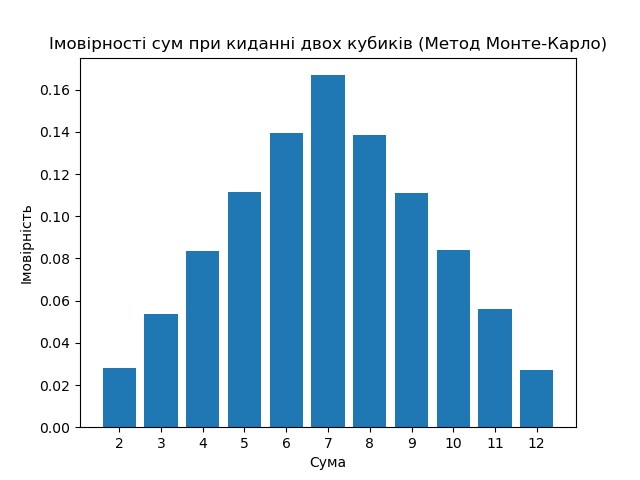 Імовірності сум при киданні двох кубиків (Метод Монте-Карло)
Імовірність
0.16
0.14
0.12
0.10
0.08
0.06
0.04
0.02
0.00
2 3 4 5 6 7 8 9 10 11 12
Сума